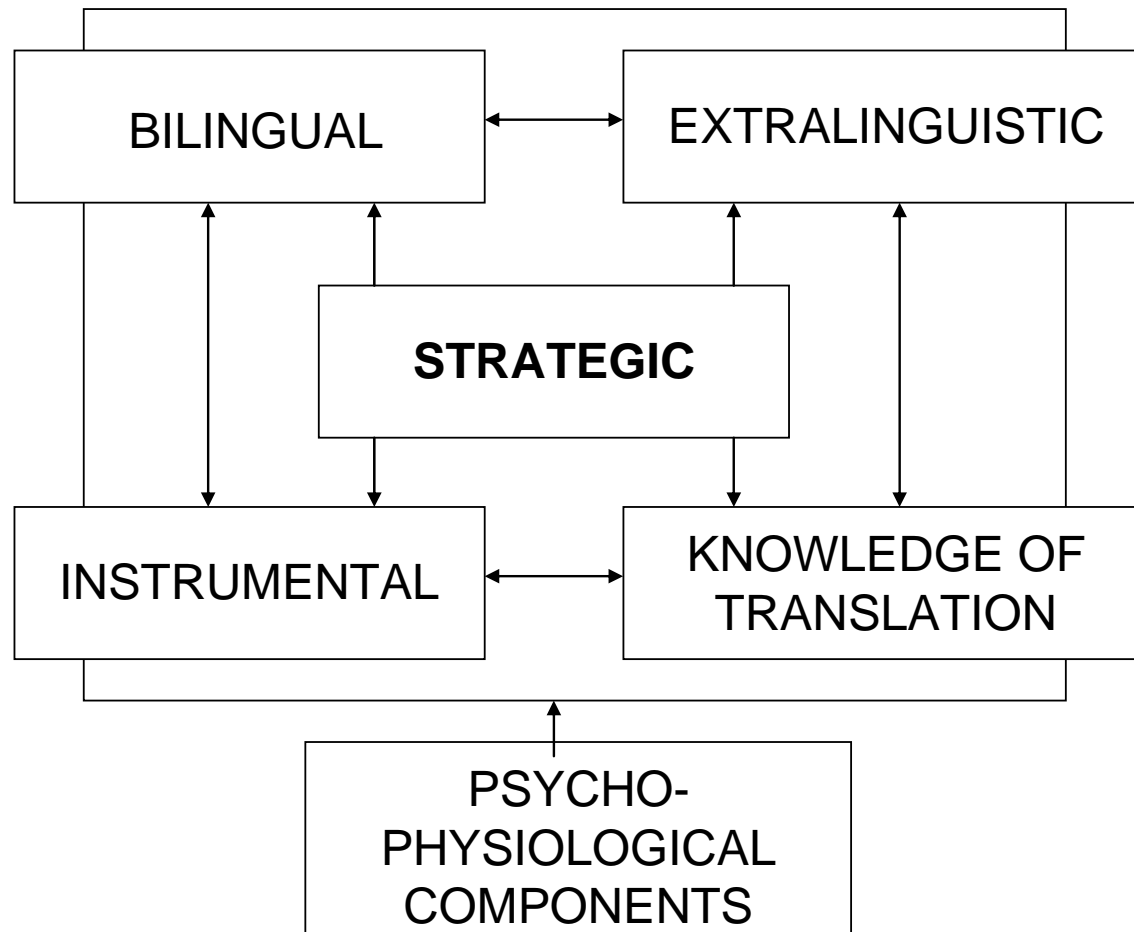 BILINGUAL
EXTRALINGUISTIC
STRATEGIC
INSTRUMENTAL
KNOWLEDGE OF
TRANSLATION
PSYCHO-
PHYSIOLOGICAL
COMPONENTS